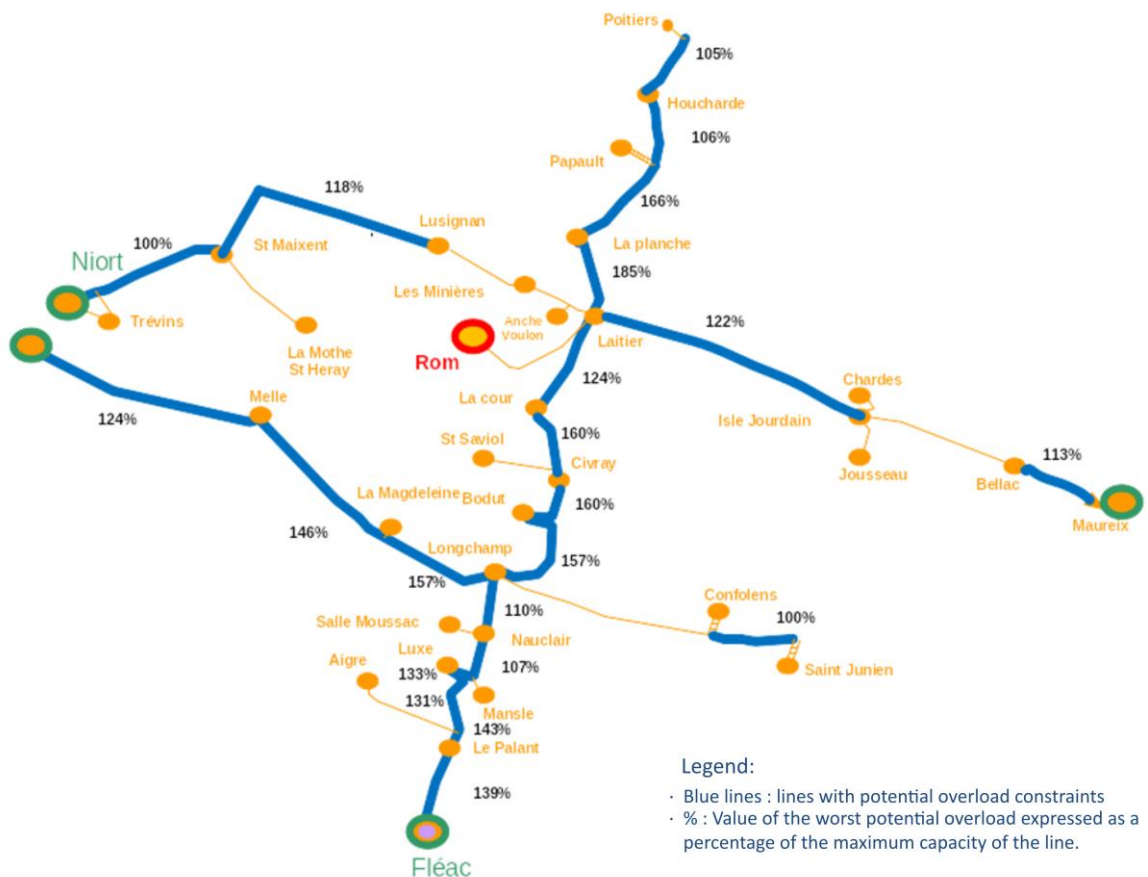 Poitiers
105%
Houcharde
106%
Papault
166%
118%
Lusignan
La planche
100%
St Maixent
Niort
185%
Les Minières
Trévins
Anche
Voulon
Laitier
122%
La Mothe
St Heray
Rom
124%
Chardes
Melle
La cour
Isle Jourdain
124%
160%
St Saviol
Civray
113%
Jousseau
Bellac
La Magdeleine
Bodut
160%
Maureix
146%
Longchamp
157%
157%
Confolens
110%
100%
Salle Moussac
Nauclair
Luxe
Aigre
107%
133%
Saint Junien
131%
Mansle
143%
Le Palant
139%
Fléac
Legend:
· Blue lines : lines with potential overload constraints
· % : Value of the worst potential overload expressed as a
percentage of the maximum capacity of the line.